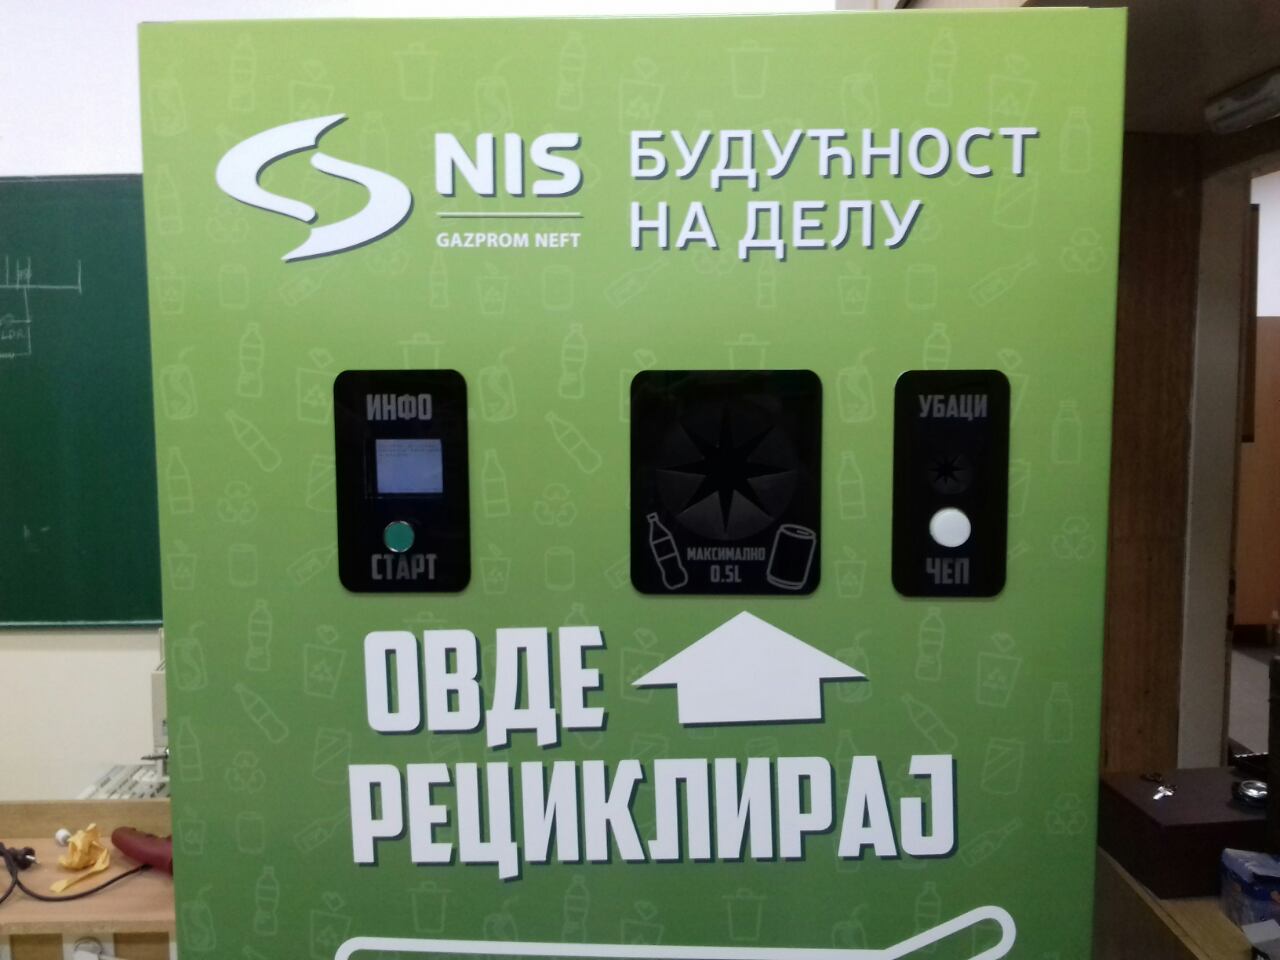 NIS
GAZPROM NEFT
БУДУЋНОСТ
НА ДЕЛУ
ИНФО
СТАРТ
МАКСИМАЛНО
0.5L
УБАЦИ
ЧЕП
ОВДЕ
РЕЦИКЛИРАЈ